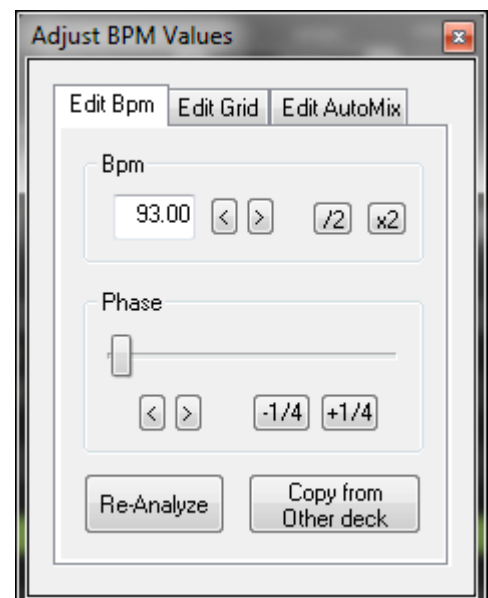 Adjust BPM Values
Edit Bpm Edit Grid Edit AutoMix
Bpm
93.00 < > /2 x2
Phase
< > -1/4 +1/4
Re-Analyze
Copy from
Other deck